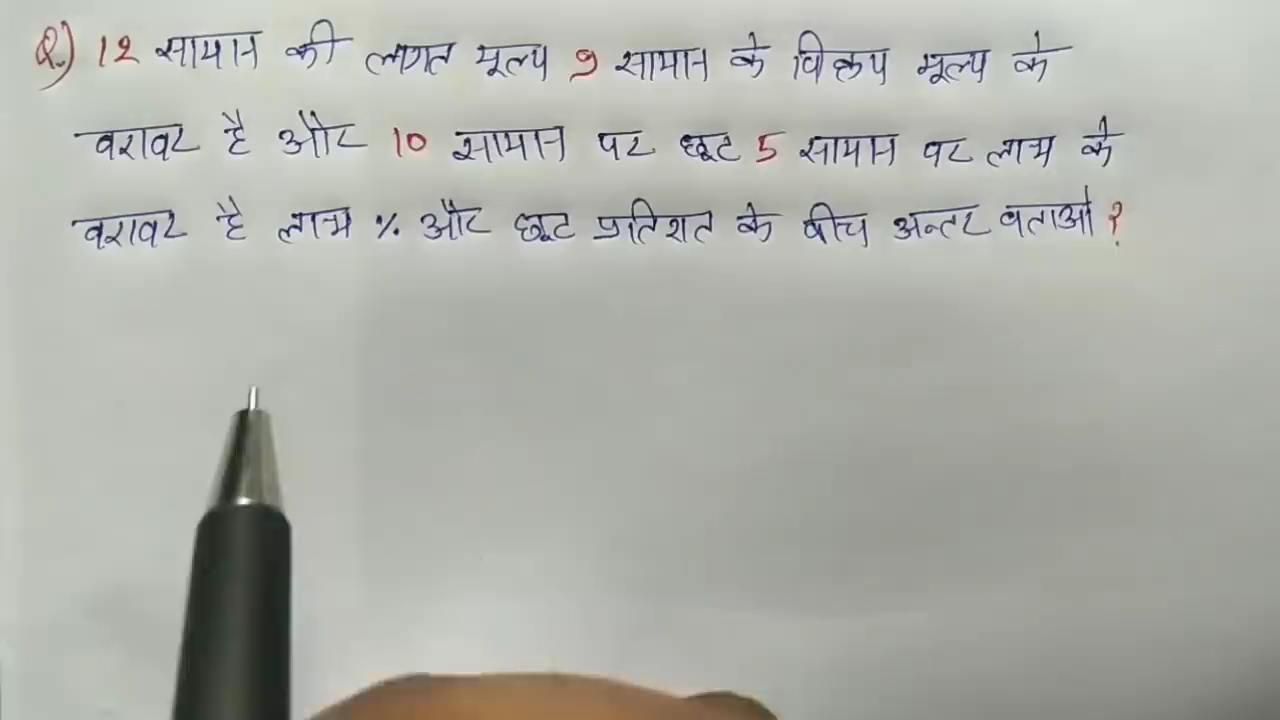 Q.) 12 सामान की लागत मूल्य 9 सामान के विक्रय मूल्य के
बराबर है और 10 सामान पर छूट 5 सामान पर लाभ के
बराबर है लाभ % और छूट प्रतिशत के बीच अन्तर बताओ ?